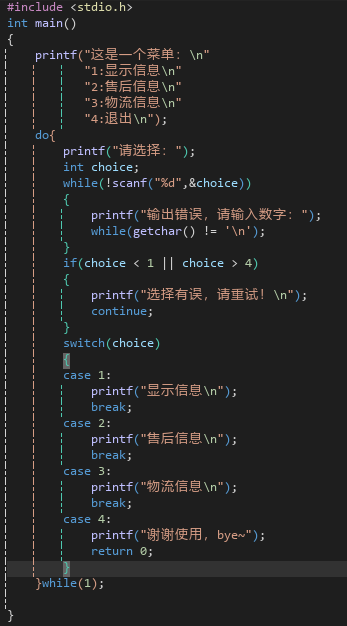 #include <stdio.h>
int main()
{
printf("这是一个菜单: \n"
"1:显示信息\n"
"2:售后信息\n"
"3:物流信息\n"
"4:退出\n");
do{
printf("请选择: ");
int choice;
while(!scanf("%d",&choice))
{
printf("输出错误, 请输入数字: ");
while(getchar() != '\n');
}
if(choice < 1 || choice > 4)
{
printf("选择有误, 请重试! \n");
continue;
}
switch(choice)
{
case 1:
printf("显示信息\n");
break;
case 2:
printf("售后信息\n");
break;
case 3:
printf("物流信息\n");
break;
case 4:
printf("谢谢使用, bye~");
return 0;
}
}while(1);
}